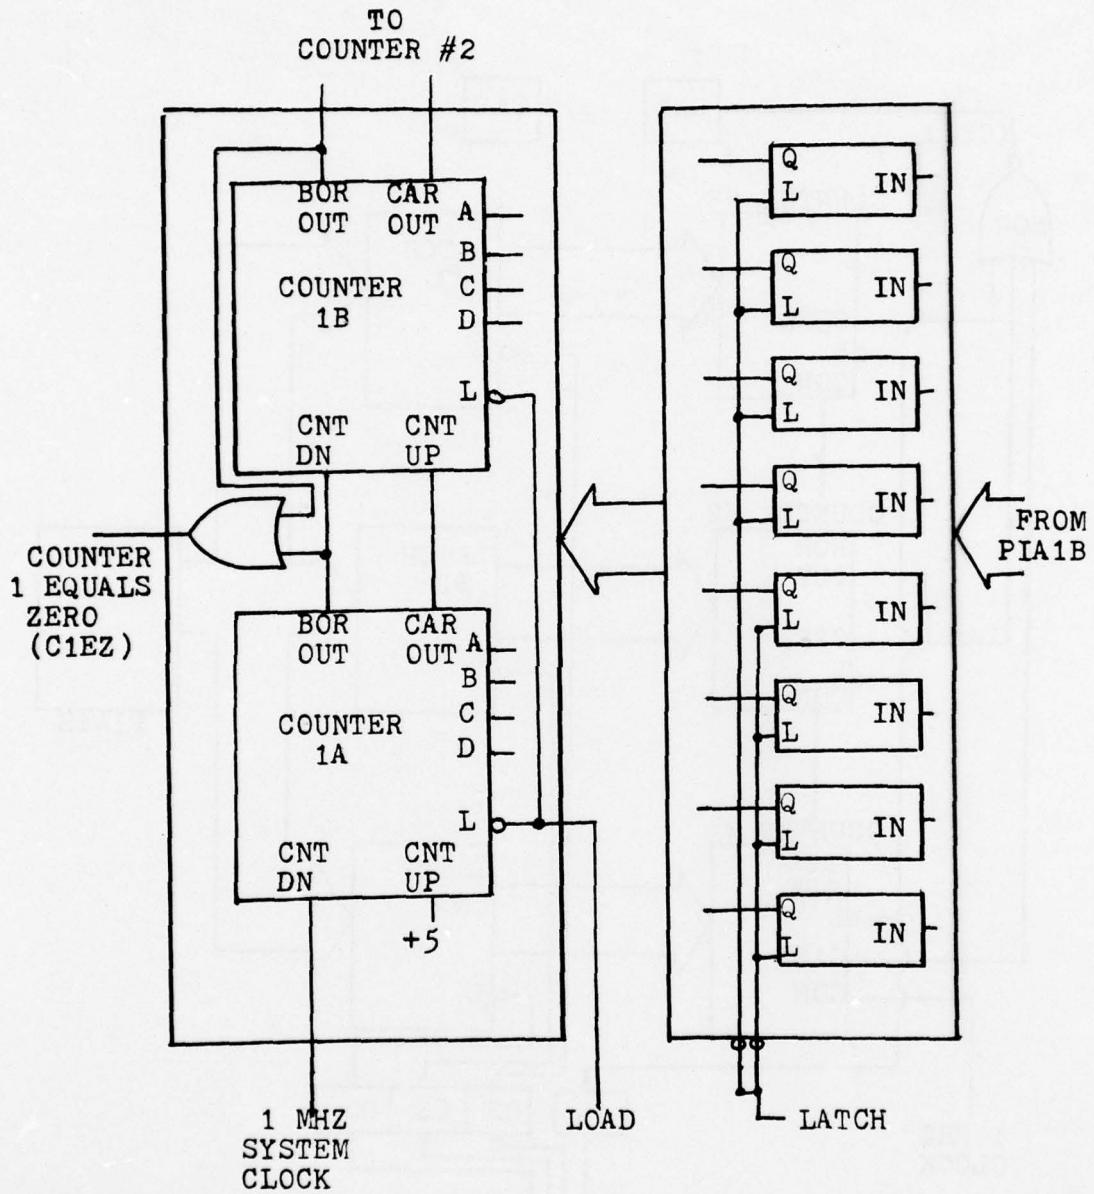 TO
COUNTER #2
BOR
OUT
CAR
OUT
A
B
C
D
COUNTER
1B
L
CNT
DN
CNT
UP
COUNTER
1 EQUALS
ZERO
(C1EZ)
BOR
OUT
CAR
OUT
A
B
C
D
COUNTER
1A
L
CNT
DN
CNT
UP
+5
1 MHZ
SYSTEM
CLOCK
LOAD
Q
L
IN
Q
L
IN
Q
L
IN
Q
L
IN
Q
L
IN
Q
L
IN
Q
L
IN
Q
L
IN
FROM
PIA1B
LATCH